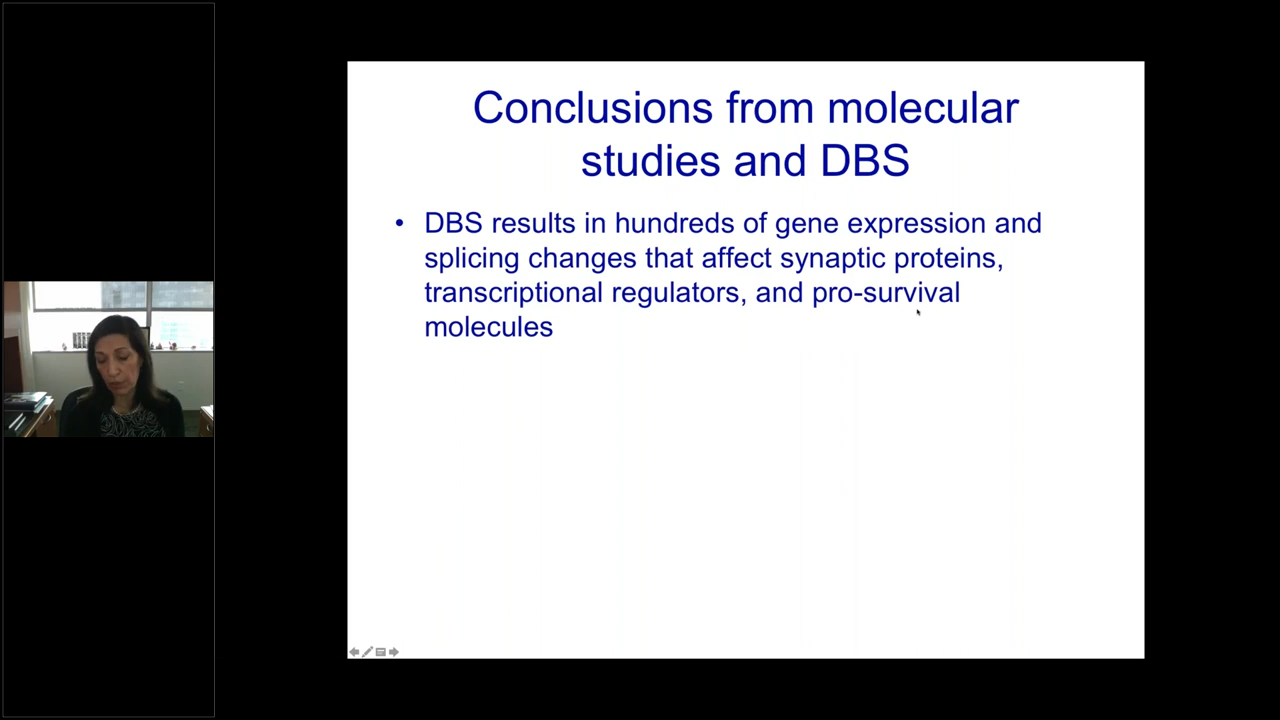 Conclusions from molecular
studies and DBS
• DBS results in hundreds of gene expression and
splicing changes that affect synaptic proteins,
transcriptional regulators, and pro-survival
molecules